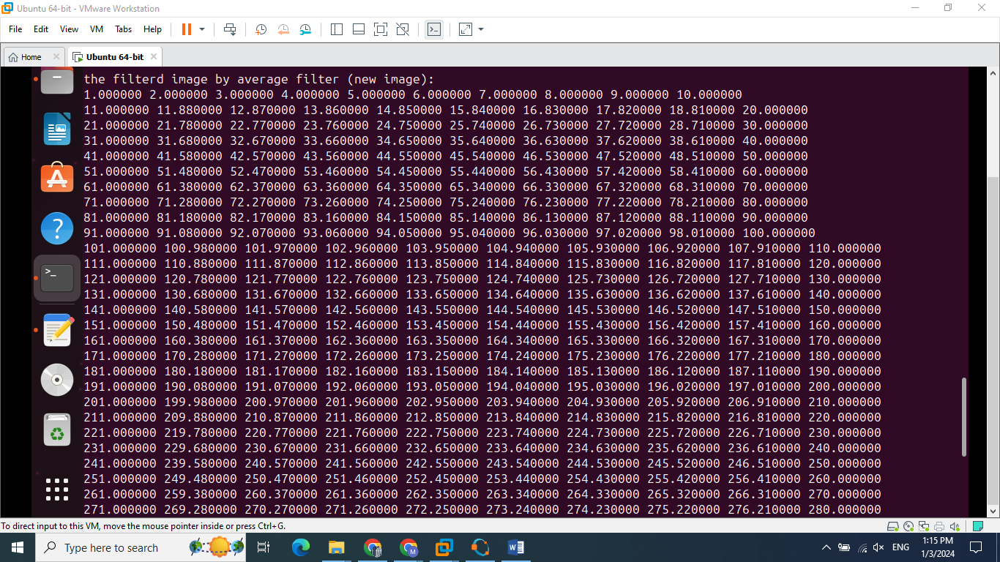 Ubuntu 64-bit - VMware Workstation
File Edit View VM Tabs Help
Home Ubuntu 64-bit
the filterd image by average filter (new image):
1.000000 2.000000 3.000000 4.000000 5.000000 6.000000 7.000000 8.000000 9.000000 10.000000
11.000000 11.880000 12.870000 13.860000 14.850000 15.840000 16.830000 17.820000 18.810000 20.000000
21.000000 21.780000 22.770000 23.760000 24.750000 25.740000 26.730000 27.720000 28.710000 30.000000
31.000000 31.680000 32.670000 33.660000 34.650000 35.640000 36.630000 37.620000 38.610000 40.000000
41.000000 41.580000 42.570000 43.560000 44.550000 45.540000 46.530000 47.520000 48.510000 50.000000
51.000000 51.480000 52.470000 53.460000 54.450000 55.440000 56.430000 57.420000 58.410000 60.000000
61.000000 61.380000 62.370000 63.360000 64.350000 65.340000 66.330000 67.320000 68.310000 70.000000
71.000000 71.280000 72.270000 73.260000 74.250000 75.240000 76.230000 77.220000 78.210000 80.000000
81.000000 81.180000 82.170000 83.160000 84.150000 85.140000 86.130000 87.120000 88.110000 90.000000
91.000000 91.080000 92.070000 93.060000 94.050000 95.040000 96.030000 97.020000 98.010000 100.000000
101.000000 100.980000 101.970000 102.960000 103.950000 104.940000 105.930000 106.920000 107.910000 110.000000
111.000000 110.880000 111.870000 112.860000 113.850000 114.840000 115.830000 116.820000 117.810000 120.000000
121.000000 120.780000 121.770000 122.760000 123.750000 124.740000 125.730000 126.720000 127.710000 130.000000
131.000000 130.680000 131.670000 132.660000 133.650000 134.640000 135.630000 136.620000 137.610000 140.000000
141.000000 140.580000 141.570000 142.560000 143.550000 144.540000 145.530000 146.520000 147.510000 150.000000
151.000000 150.480000 151.470000 152.460000 153.450000 154.440000 155.430000 156.420000 157.410000 160.000000
161.000000 160.380000 161.370000 162.360000 163.350000 164.340000 165.330000 166.320000 167.310000 170.000000
171.000000 170.280000 171.270000 172.260000 173.250000 174.240000 175.230000 176.220000 177.210000 180.000000
181.000000 180.180000 181.170000 182.160000 183.150000 184.140000 185.130000 186.120000 187.110000 190.000000
191.000000 190.080000 191.070000 192.060000 193.050000 194.040000 195.030000 196.020000 197.010000 200.000000
201.000000 199.980000 200.970000 201.960000 202.950000 203.940000 204.930000 205.920000 206.910000 210.000000
211.000000 209.880000 210.870000 211.860000 212.850000 213.840000 214.830000 215.820000 216.810000 220.000000
221.000000 219.780000 220.770000 221.760000 222.750000 223.740000 224.730000 225.720000 226.710000 230.000000
231.000000 229.680000 230.670000 231.660000 232.650000 233.640000 234.630000 235.620000 236.610000 240.000000
241.000000 239.580000 240.570000 241.560000 242.550000 243.540000 244.530000 245.520000 246.510000 250.000000
251.000000 249.480000 250.470000 251.460000 252.450000 253.440000 254.430000 255.420000 256.410000 260.000000
261.000000 259.380000 260.370000 261.360000 262.350000 263.340000 264.330000 265.320000 266.310000 270.000000
271.000000 269.280000 270.270000 271.260000 272.250000 273.240000 274.230000 275.220000 276.210000 280.000000
To direct input to this VM, move the mouse pointer inside or press Ctrl+G.
Type here to search
ENG
1:15 PM
1/3/2024